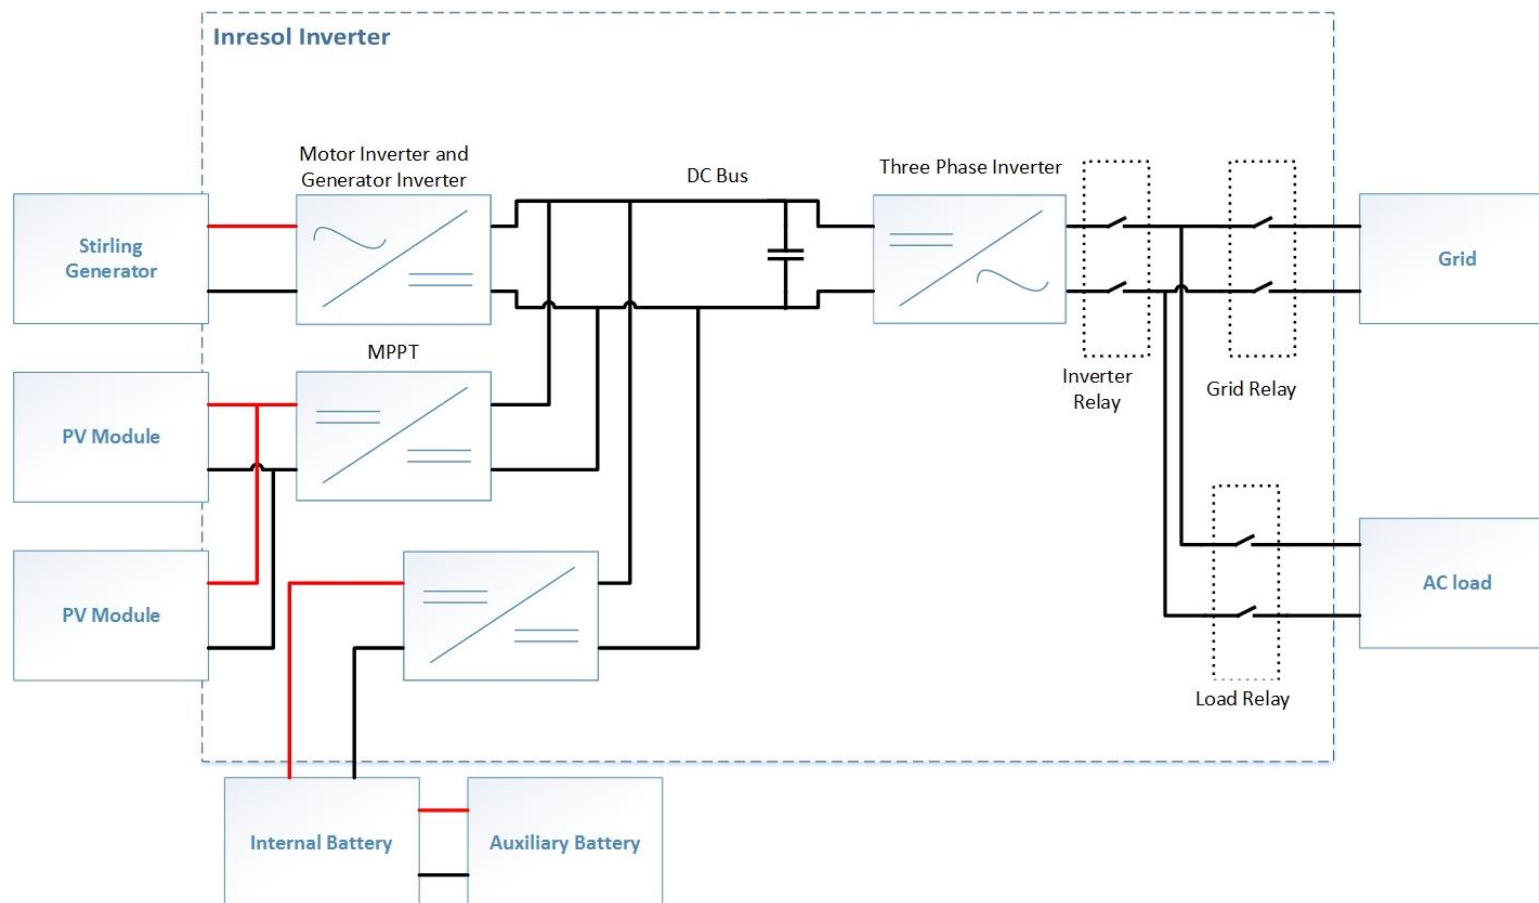 Inresol Inverter
Motor Inverter and
Generator Inverter
DC Bus
Three Phase Inverter
Stirling
Generator
Grid
MPPT
Inverter
Relay
Grid Relay
PV Module
PV Module
AC load
Load Relay
Internal Battery
Auxiliary Battery